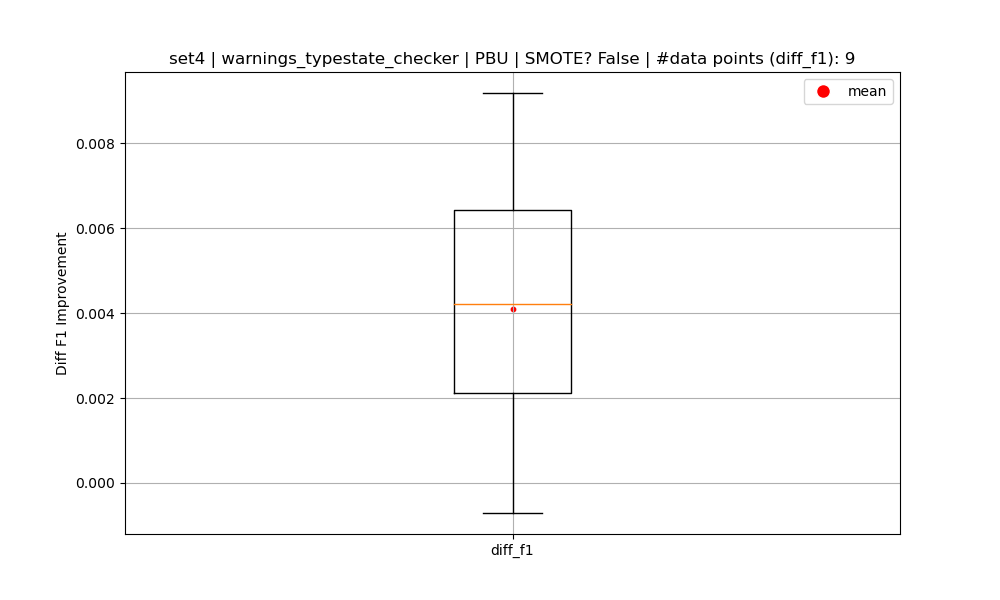 set4 | warnings_typestate_checker | PBU | SMOTE? False | #data points (diff_f1): 9
mean
Diff F1 Improvement
0.008
0.006
0.004
0.002
0.000
diff_f1